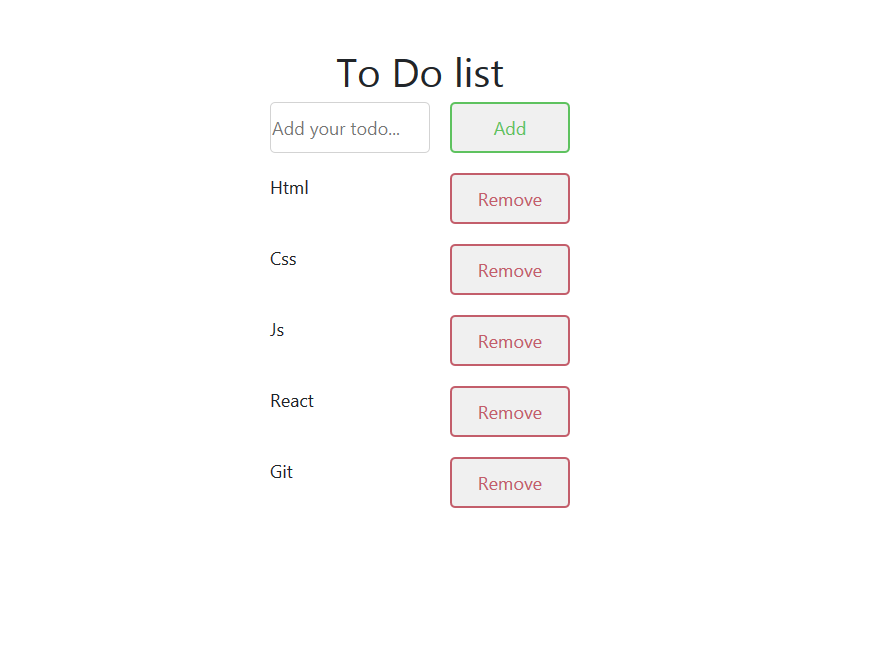 To Do list
Add your todo... Add
Html Remove
Css Remove
Js Remove
React Remove
Git Remove